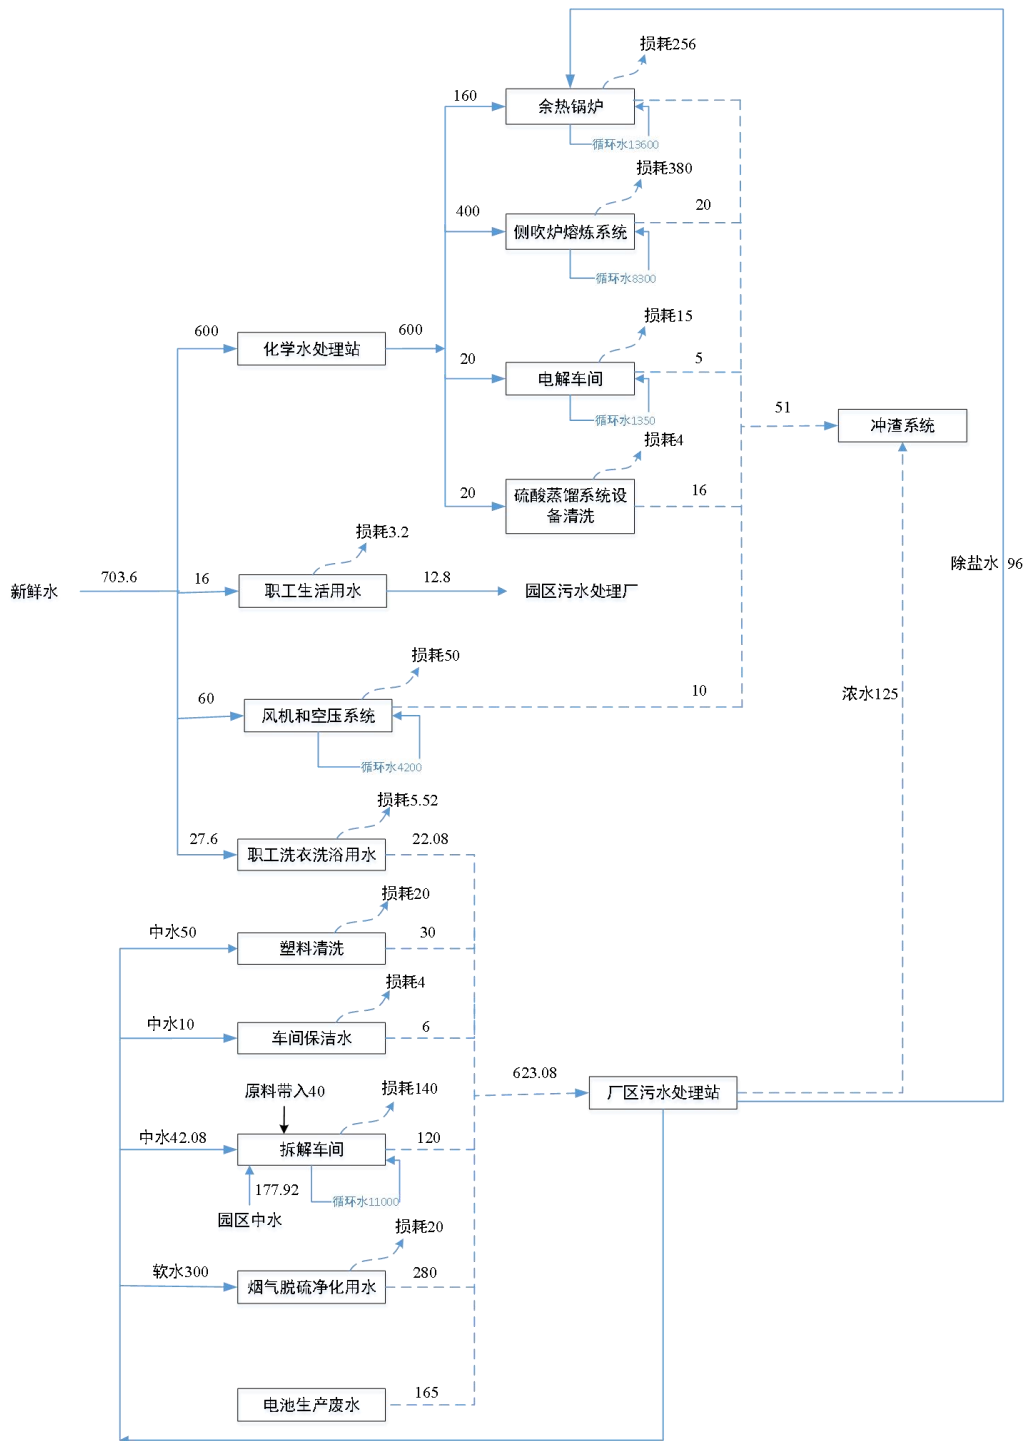 损耗256
160
余热锅炉
循环水13600
损耗380
400
20
侧吹炉熔炼系统
循环水8300
损耗15
600
化学水处理站
600
20
5
电解车间
循环水1350
51
冲渣系统
损耗4
20
硫酸蒸馏系统设
备清洗
16
损耗3.2
除盐水
96
新鲜水
703.6
16
职工生活用水
12.8
园区污水处理厂
损耗50
60
风机和空压系统
10
浓水125
循环水4200
损耗5.52
27.6
职工洗衣洗浴用水
22.08
损耗20
中水50
塑料清洗
30
损耗4
中水10
车间保洁水
6
623.08
厂区污水处理站
原料带入40
损耗140
中水42.08
拆解车间
120
177.92
循环水11000
园区中水
损耗20
软水300
烟气脱硫净化用水
280
电池生产废水
165